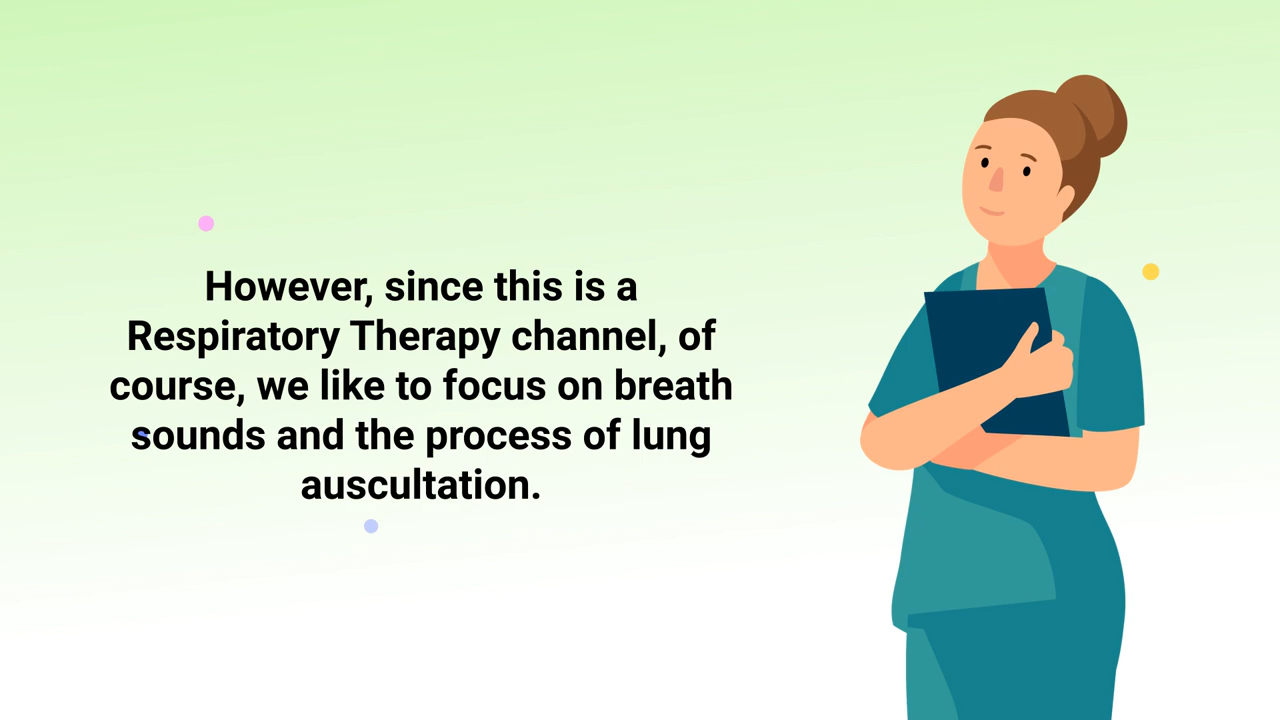 However, since this is a
Respiratory Therapy channel, of
course, we like to focus on breath
sounds and the process of lung
auscultation.